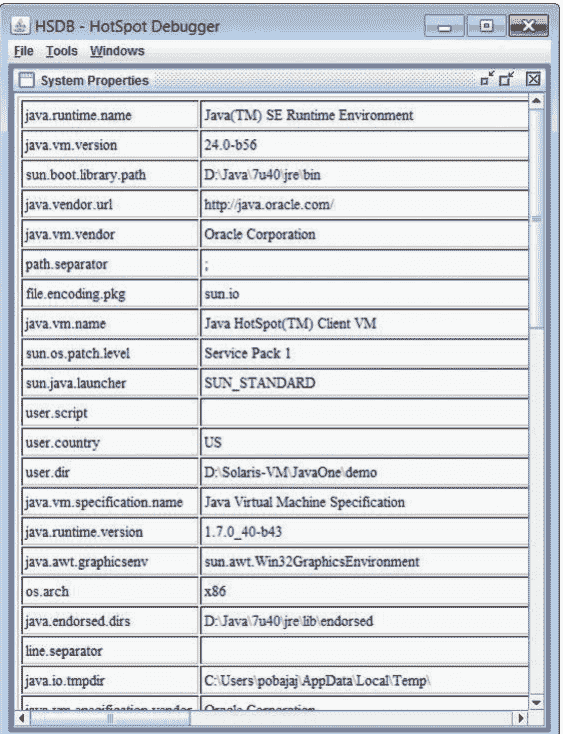 HSDB - HotSpot Debugger
File Tools Windows
System Properties
java.runtime.name Java(TM) SE Runtime Environment
java.vm.version 24.0-b56
sun.boot.library.path D:\Java\7u40\jre\bin
java.vendor.url http://java.oracle.com/
java.vm.vendor Oracle Corporation
path.separator ;
file.encoding.pkg sun.io
java.vm.name Java HotSpot(TM) Client VM
sun.os.patch.level Service Pack 1
sun.java.launcher SUN_STANDARD
user.script
user.country US
user.dir D:\Solaris-VM\JavaOne\demo
java.vm.specification.name Java Virtual Machine Specification
java.runtime.version 1.7.0_40-b43
java.awt.graphicsenv sun.awt.Win32GraphicsEnvironment
os.arch x86
java.endorsed.dirs D:\Java\7u40\jre\lib\endorsed
line.separator
java.io.tmpdir C:\Users\pobajaj\AppData\Local\Temp\
java.vm.specification.vendor Oracle Corporation